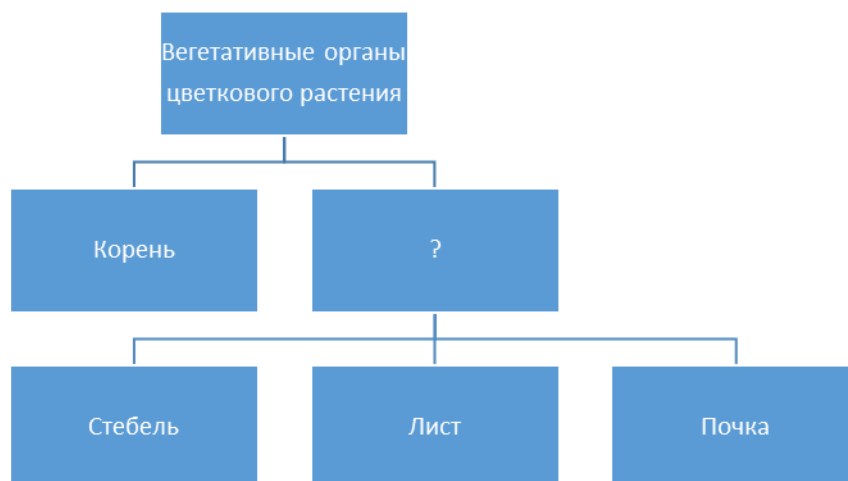 Вегетативные органы
цветкового растения
Корень
?
Стебель
Лист
Почка